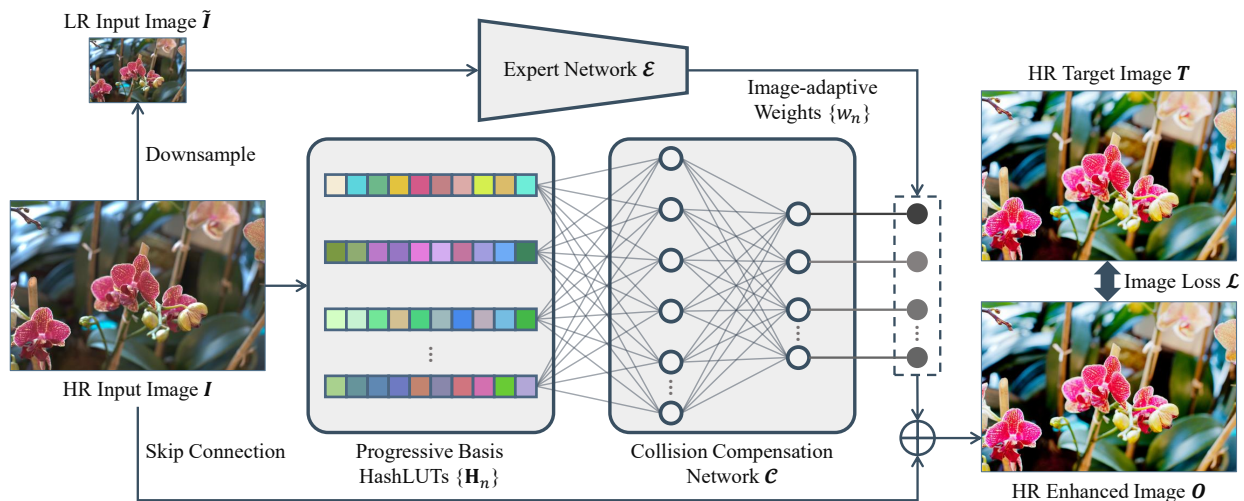 LR Input Image Ĩ
Expert Network ℰ
Image-adaptive
Weights {wₙ}
HR Target Image T
Downsample
Image Loss ℒ
HR Input Image I
Skip Connection
Progressive Basis
HashLUTs {Hₙ}
Collision Compensation
Network 𝒞
HR Enhanced Image O